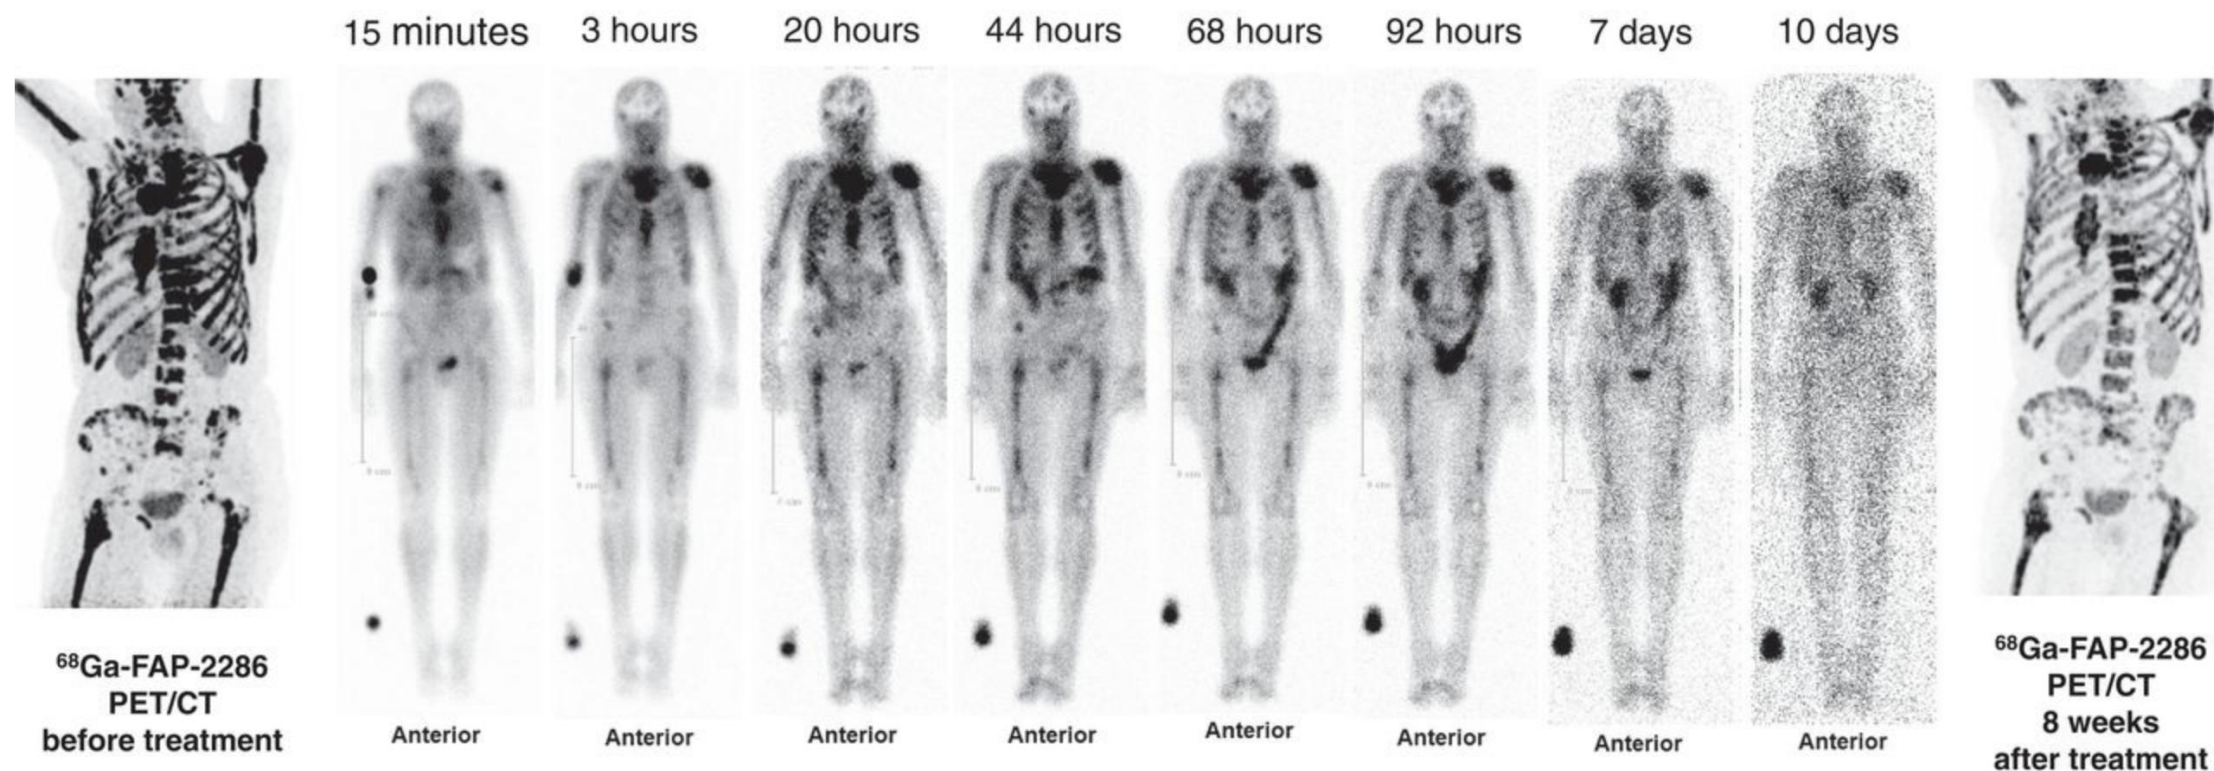 15 minutes
3 hours
20 hours
44 hours
68 hours
92 hours
7 days
10 days
68Ga-FAP-2286
PET/CT
before treatment
Anterior
Anterior
Anterior
Anterior
Anterior
Anterior
Anterior
Anterior
68Ga-FAP-2286
PET/CT
8 weeks
after treatment